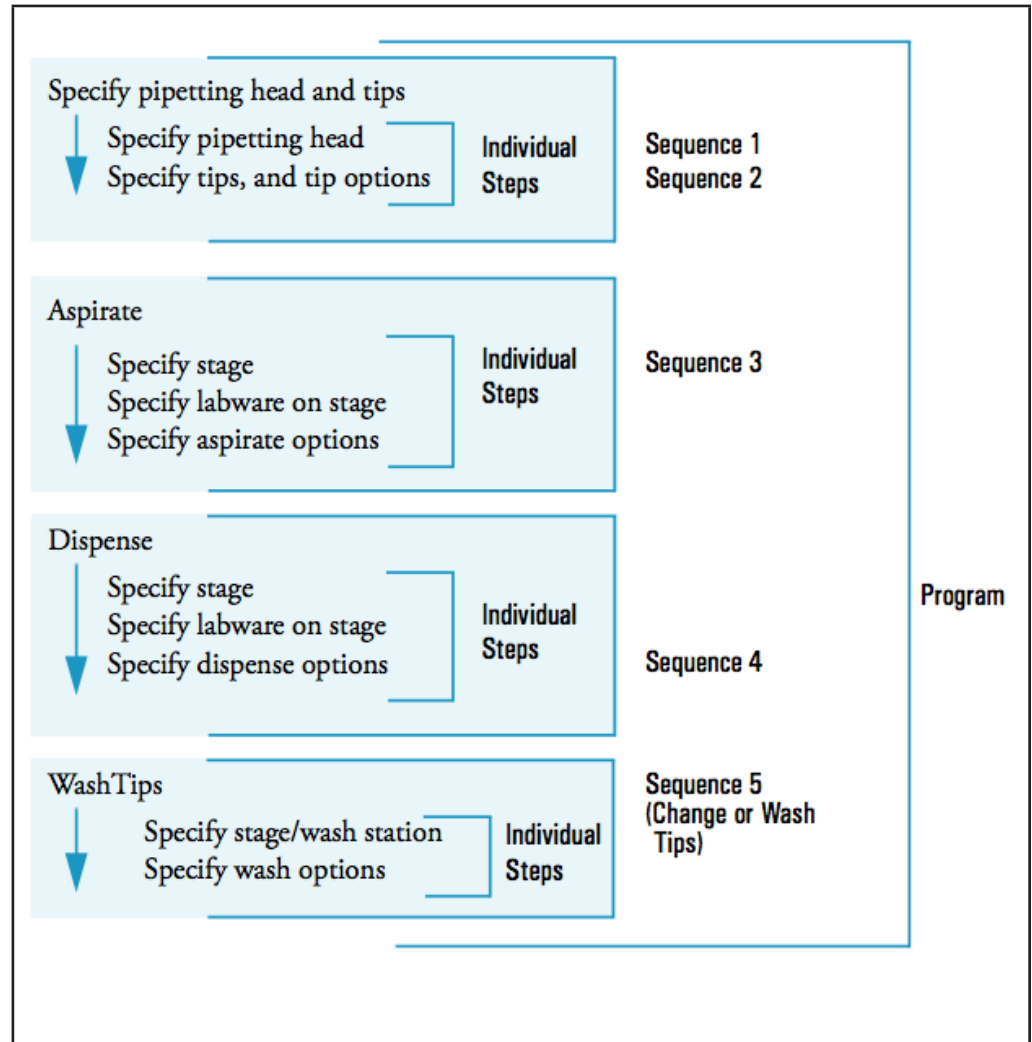 Specify pipetting head and tips
Specify pipetting head
Specify tips, and tip options
Individual
Steps
Sequence 1
Sequence 2
Aspirate
Specify stage
Specify labware on stage
Specify aspirate options
Individual
Steps
Sequence 3
Dispense
Specify stage
Specify labware on stage
Specify dispense options
Individual
Steps
Sequence 4
Program
WashTips
Specify stage/wash station
Specify wash options
Individual
Steps
Sequence 5
(Change or Wash
Tips)